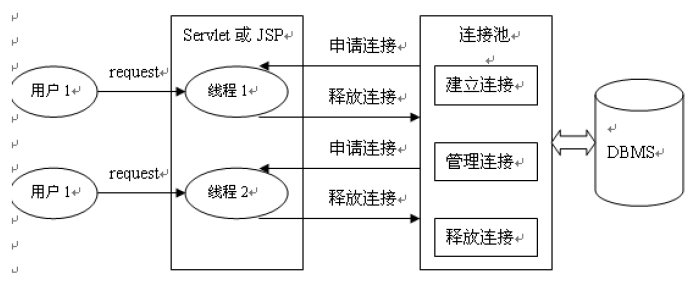 Servlet 或 JSP
连接池
申请连接
request
用户 1
线程 1
建立连接
释放连接
申请连接
DBMS
管理连接
request
用户 1
线程 2
释放连接
释放连接